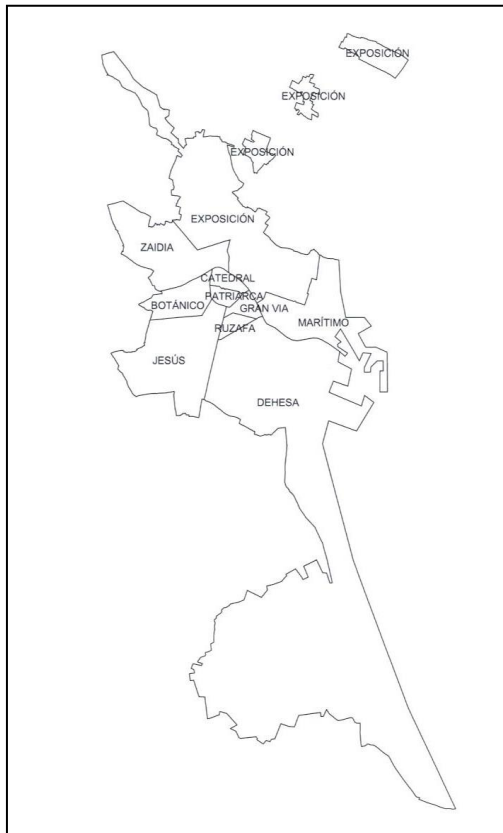 EXPOSICIÓN
EXPOSICIÓN
EXPOSICIÓN
EXPOSICIÓN
ZAIDIA
CATEDRAL
PATRIARCA
BOTÁNICO
GRAN VIA
MARÍTIMO
RUZAFA
JESÚS
DEHESA